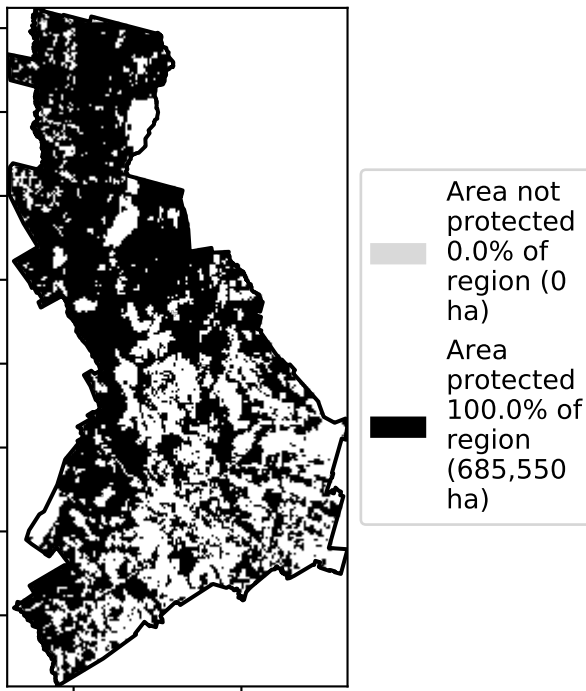 Area not
protected
0.0% of
region (0
ha)
Area
protected
100.0% of
region
(685,550
ha)